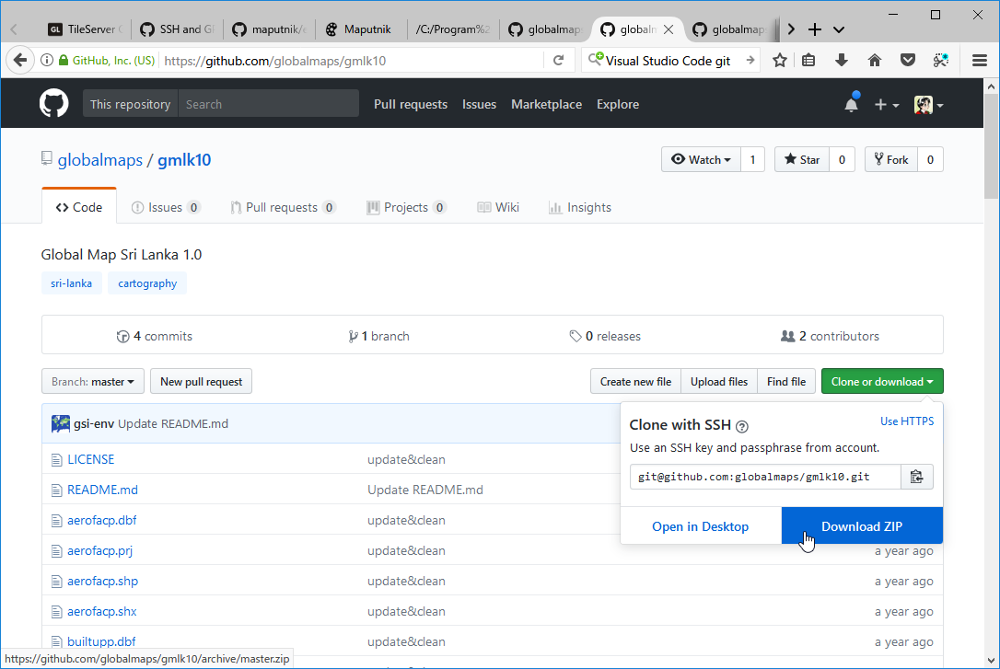 GL TileServer G
SSH and GP
maputnik/e
Maputnik
/C:/Program%2
globalmaps
globalm
globalmaps
GitHub, Inc. (US) https://github.com/globalmaps/gmlk10 Visual Studio Code git
This repository Search Pull requests Issues Marketplace Explore
globalmaps / gmlk10 Watch 1 Star 0 Fork 0
Code Issues 0 Pull requests 0 Projects 0 Wiki Insights
Global Map Sri Lanka 1.0
sri-lanka cartography
4 commits 1 branch 0 releases 2 contributors
Branch: master New pull request Create new file Upload files Find file Clone or download
gsi-env Update README.md
Clone with SSH ? Use HTTPS
Use an SSH key and passphrase from account.
git@github.com:globalmaps/gmlk10.git
Open in Desktop Download ZIP
LICENSE update&clean
README.md Update README.md
aerofacp.dbf update&clean
aerofacp.prj update&clean a year ago
aerofacp.shp update&clean a year ago
aerofacp.shx update&clean a year ago
builtupp.dbf update&clean a year ago
https://github.com/globalmaps/gmlk10/archive/master.zip